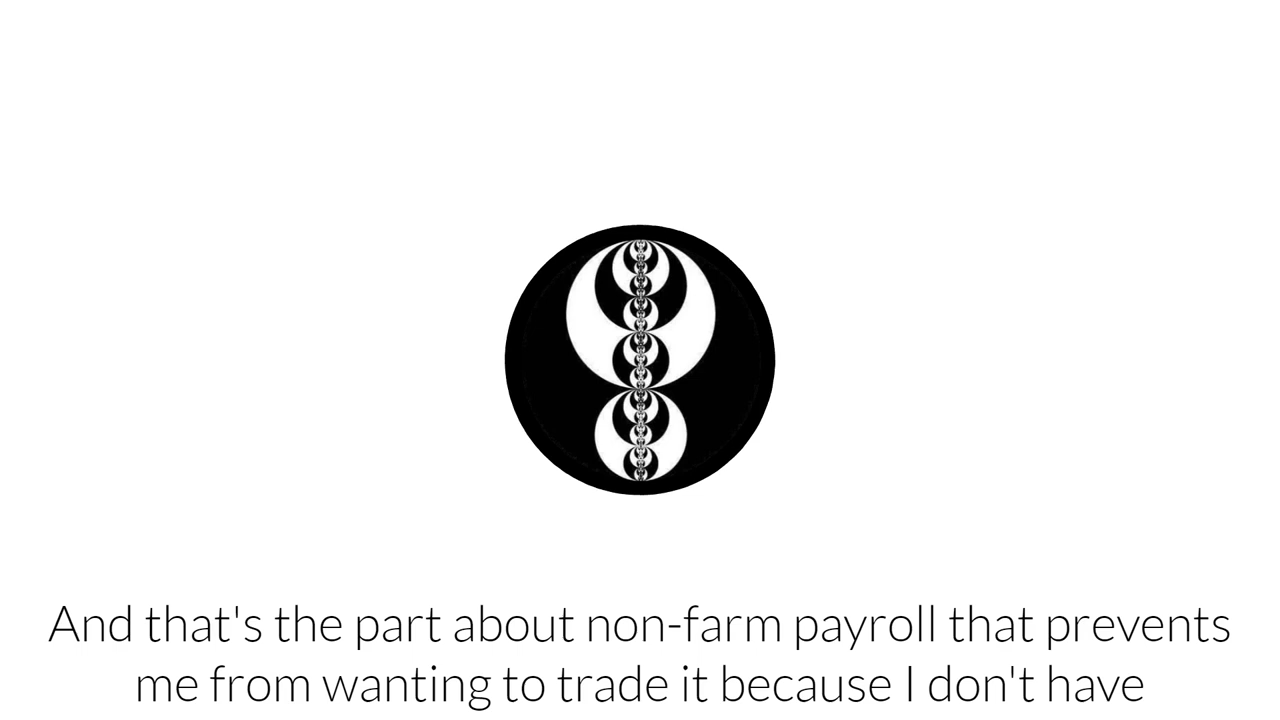 And that's the part about non-farm payroll that prevents
me from wanting to trade it because I don't have